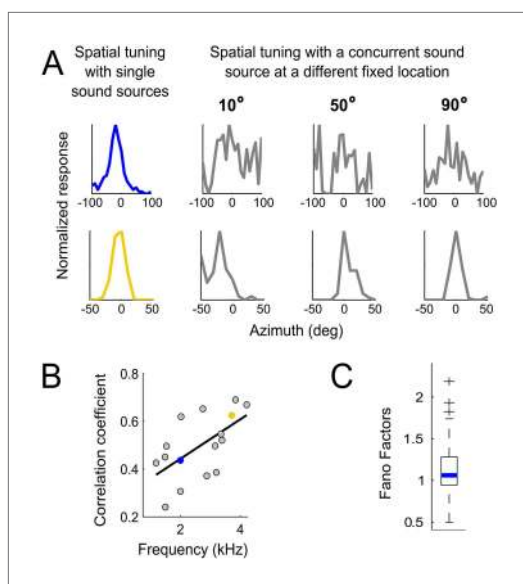 A
Spatial tuning
with single
sound sources
Spatial tuning with a concurrent sound
source at a different fixed location
10° 50° 90°
Normalized response
-100 0 100 -100 0 100 -100 0 100 -100 0 100
-50 0 50 -50 0 50 -50 0 50 -50 0 50
Azimuth (deg)
B
Correlation coefficient
0.8
0.6
0.4
0.2
2 4
Frequency (kHz)
C
Fano Factors
2
1.5
1
0.5